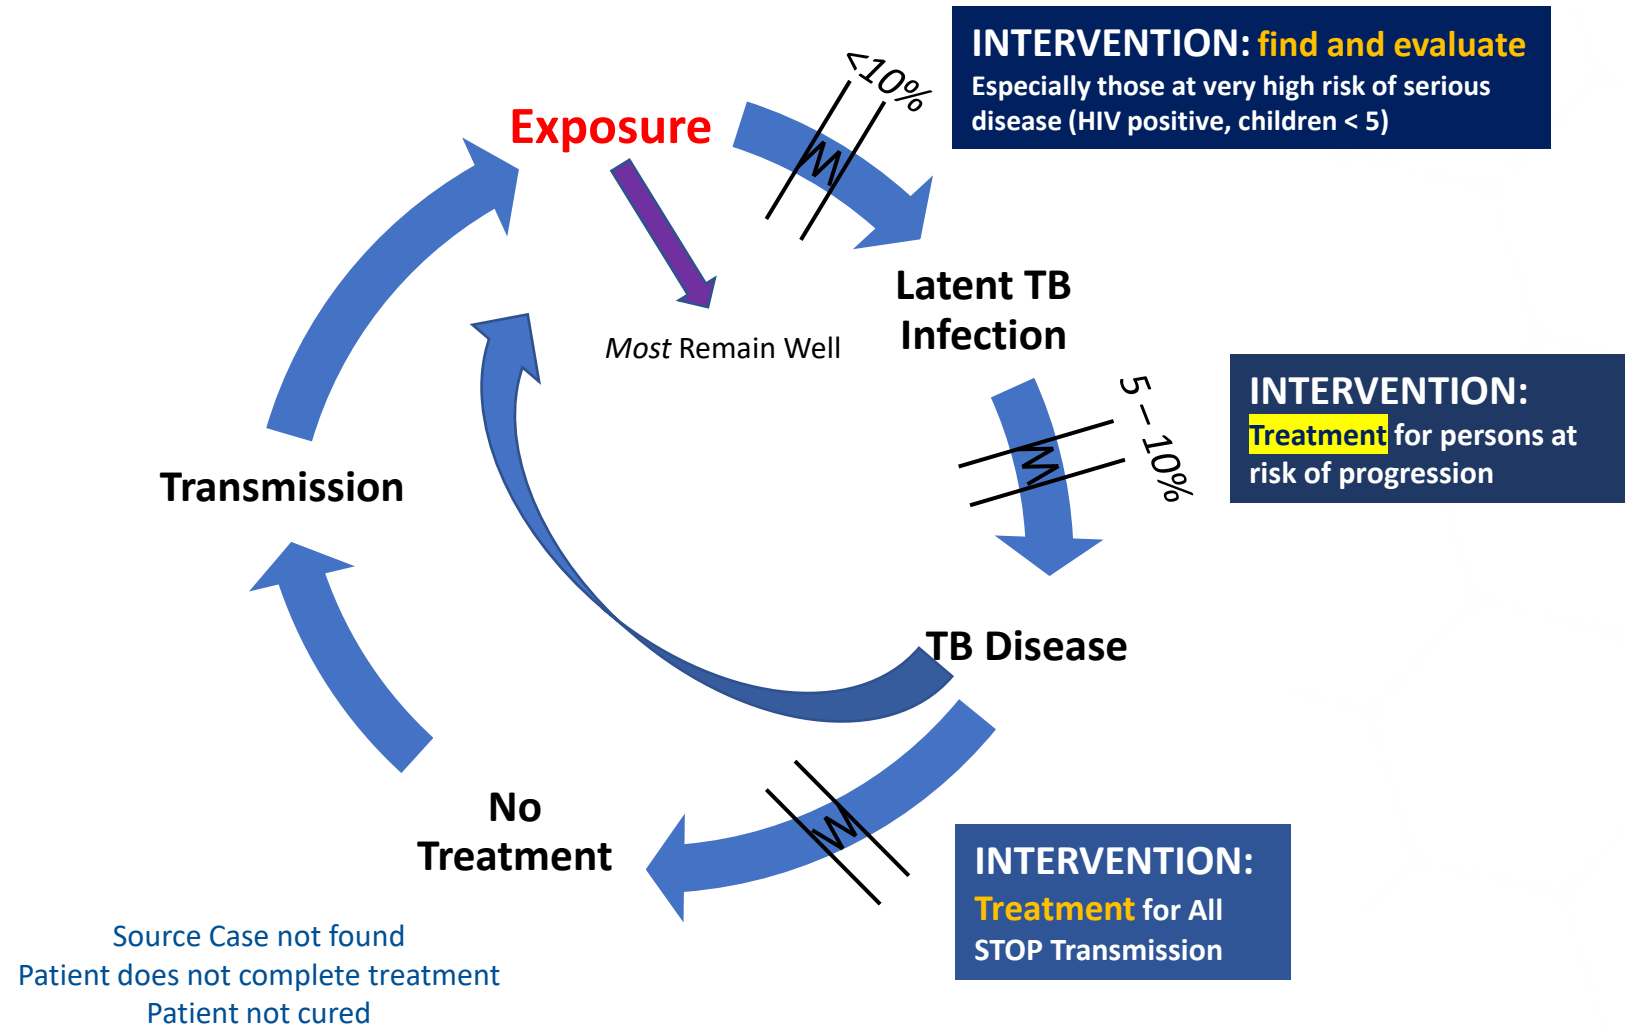 INTERVENTION: find and evaluate
Especially those at very high risk of serious
disease (HIV positive, children < 5)
<10%
Exposure
Latent TB
Infection
Most Remain Well
INTERVENTION:
Treatment for persons at
risk of progression
5 – 10%
Transmission
TB Disease
No
Treatment
INTERVENTION:
Treatment for All
STOP Transmission
Source Case not found
Patient does not complete treatment
Patient not cured